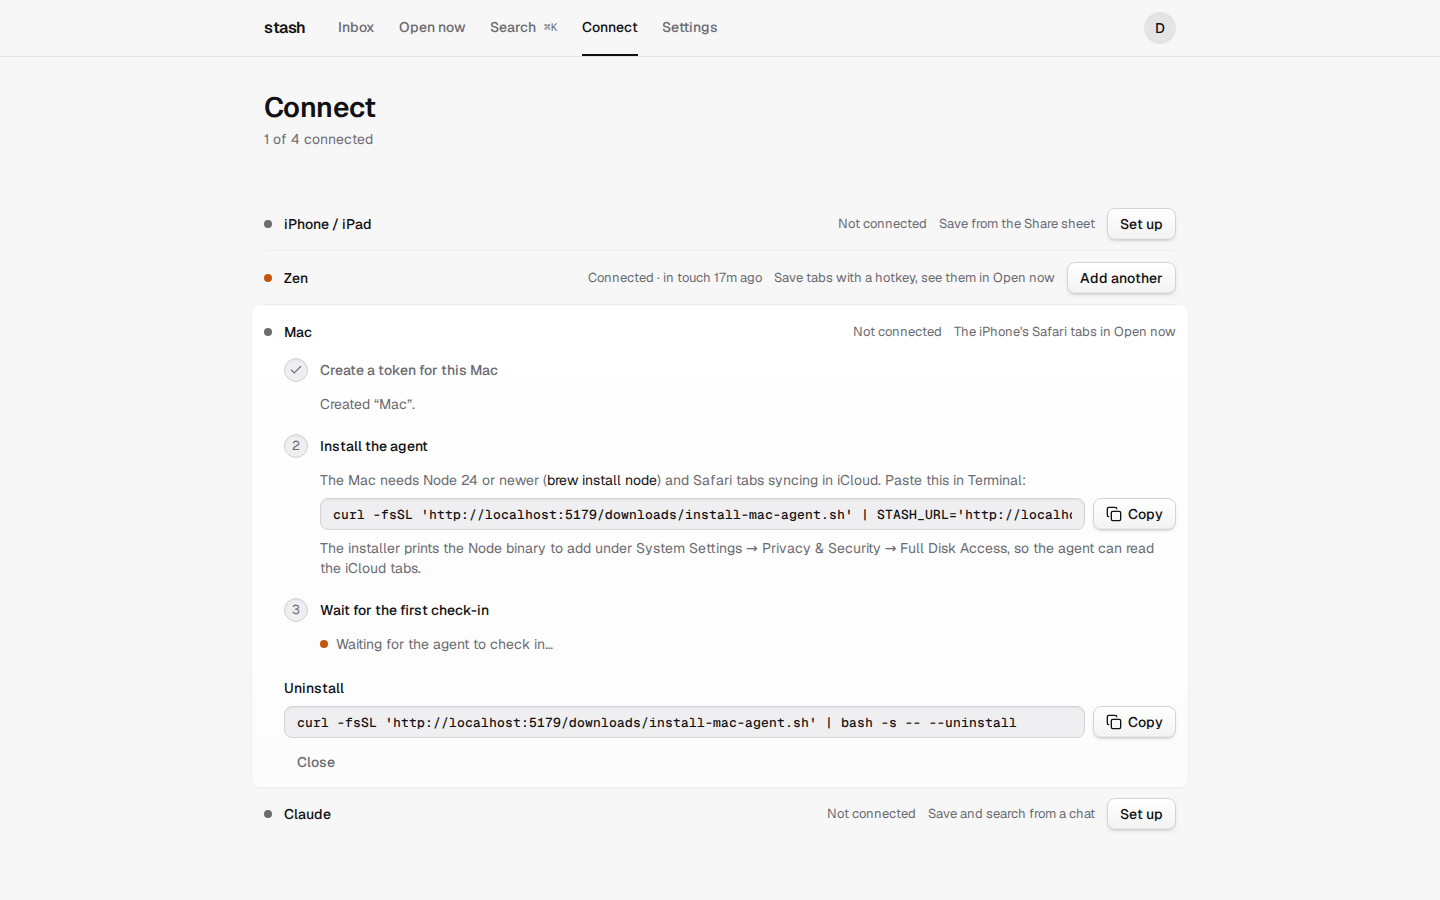 stash
Inbox
Open now
Search ⌘K
Connect
Settings
D
Connect
1 of 4 connected
iPhone / iPad
Not connected
Save from the Share sheet
Set up
Zen
Connected · in touch 17m ago
Save tabs with a hotkey, see them in Open now
Add another
Mac
Not connected
The iPhone's Safari tabs in Open now
Create a token for this Mac
Created “Mac”.
2
Install the agent
The Mac needs Node 24 or newer (brew install node) and Safari tabs syncing in iCloud. Paste this in Terminal:
curl -fsSL 'http://localhost:5179/downloads/install-mac-agent.sh' | STASH_URL='http://localho
Copy
The installer prints the Node binary to add under System Settings → Privacy & Security → Full Disk Access, so the agent can read
the iCloud tabs.
3
Wait for the first check-in
Waiting for the agent to check in…
Uninstall
curl -fsSL 'http://localhost:5179/downloads/install-mac-agent.sh' | bash -s -- --uninstall
Copy
Close
Claude
Not connected
Save and search from a chat
Set up